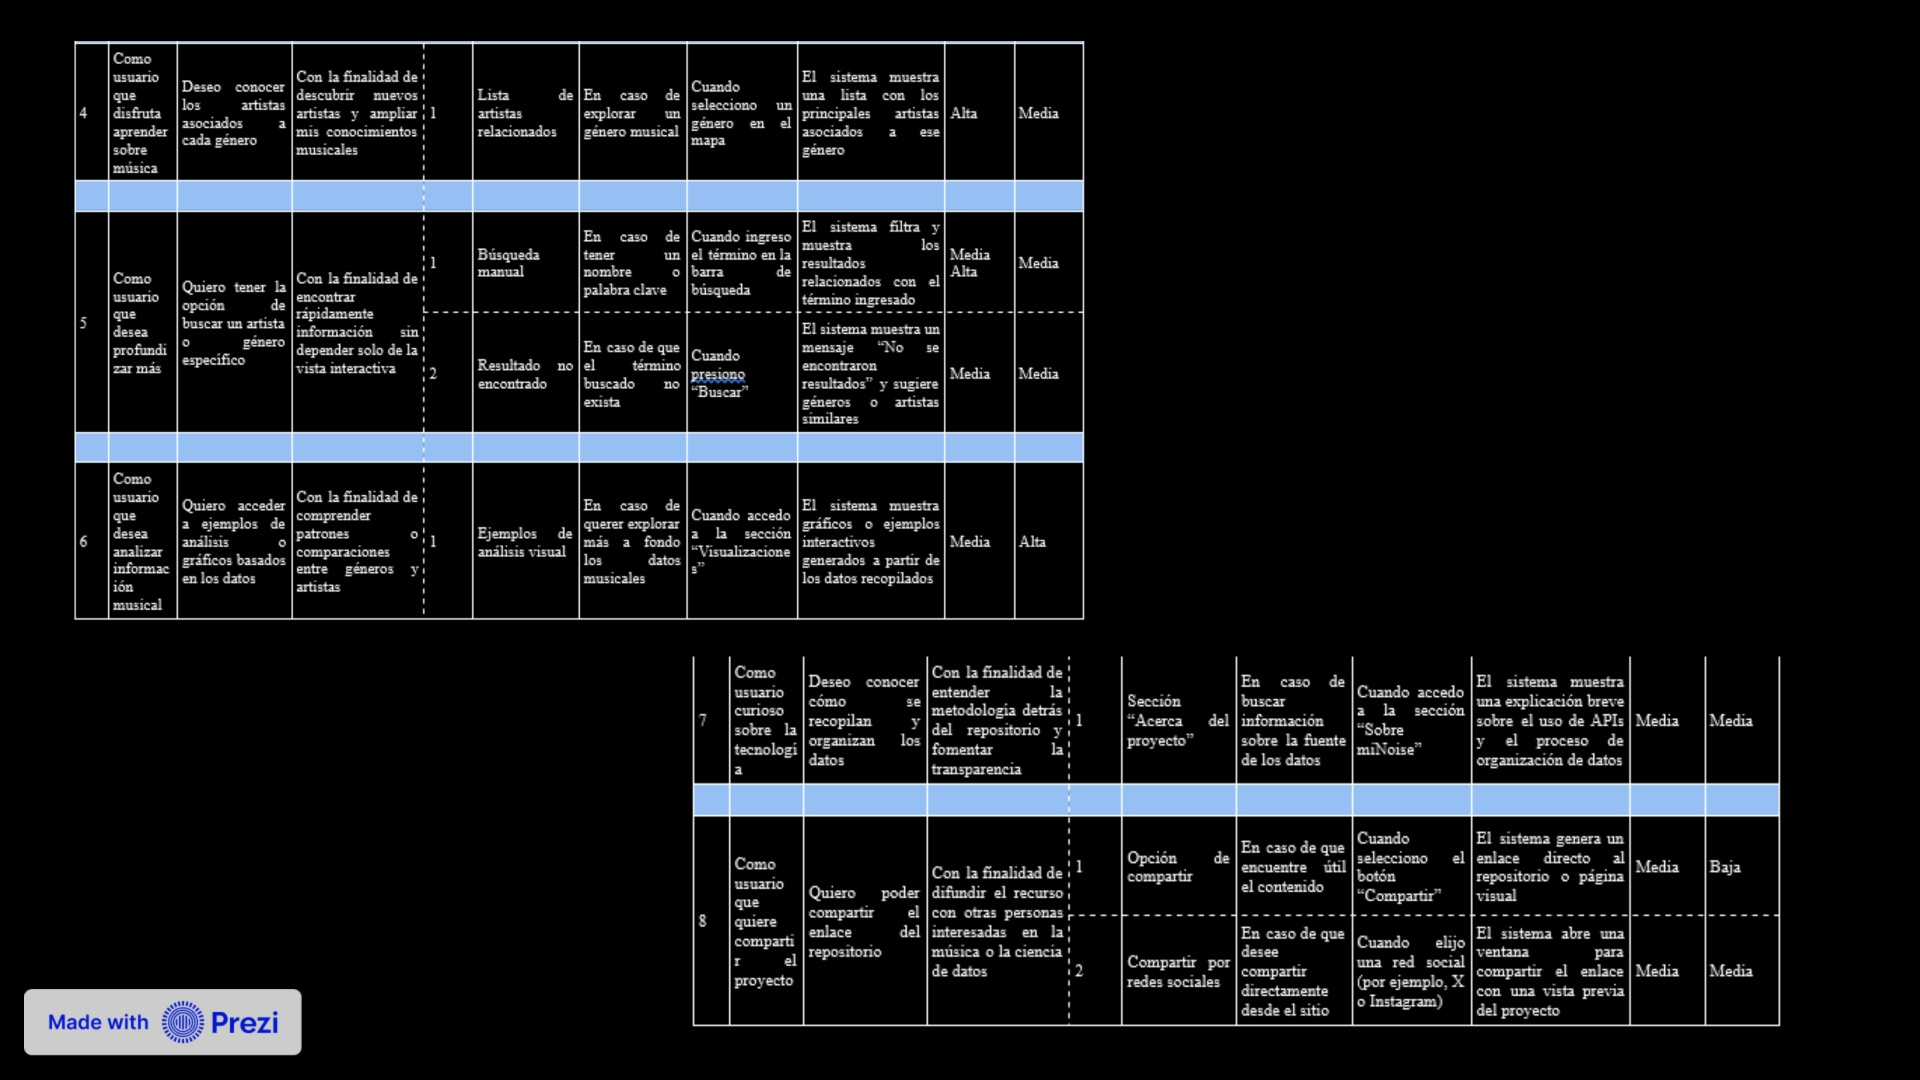 4
Como
usuario
que
disfruta
aprender
sobre
música
Deseo conocer
los artistas
asociados a
cada género
Con la finalidad de
descubrir nuevos
artistas y ampliar
mis conocimientos
musicales
1
Lista de
artistas
relacionados
En caso de
explorar un
género musical
Cuando
selecciono un
género en el
mapa
El sistema muestra
una lista con los
principales artistas
asociados a ese
género
Alta
Media
5
Como
usuario
que
desea
profundi
zar más
Quiero tener la
opción de
buscar un artista
o género
específico
Con la finalidad de
encontrar
rápidamente
información sin
depender solo de la
vista interactiva
1
Búsqueda
manual
En caso de
tener un
nombre o
palabra clave
Cuando ingreso
el término en la
barra de
búsqueda
El sistema filtra y
muestra los
resultados
relacionados con el
término ingresado
Media
Alta
Media
2
Resultado no
encontrado
En caso de que
el término
buscado no
exista
Cuando
presiono
“Buscar”
El sistema muestra un
mensaje “No se
encontraron
resultados” y sugiere
géneros o artistas
similares
Media
Media
6
Como
usuario
que
desea
analizar
informac
ión
musical
Quiero acceder
a ejemplos de
análisis o
gráficos basados
en los datos
Con la finalidad de
comprender
patrones o
comparaciones
entre géneros y
artistas
1
Ejemplos de
análisis visual
En caso de
querer explorar
más a fondo
los datos
musicales
Cuando accedo
a la sección
“Visualizacione
s”
El sistema muestra
gráficos o ejemplos
interactivos
generados a partir de
los datos recopilados
Media
Alta
7
Como
usuario
curioso
sobre la
tecnologí
a
Deseo conocer
cómo se
recopilan y
organizan los
datos
Con la finalidad de
entender la
metodología detrás
del repositorio y
fomentar la
transparencia
1
Sección
“Acerca del
proyecto”
En caso de
buscar
información
sobre la fuente
de los datos
Cuando accedo
a la sección
“Sobre
miNoise”
El sistema muestra
una explicación breve
sobre el uso de APIs
y el proceso de
organización de datos
Media
Media
8
Como
usuario
que
quiere
comparti
r el
proyecto
Quiero poder
compartir el
enlace del
repositorio
Con la finalidad de
difundir el recurso
con otras personas
interesadas en la
música o la ciencia
de datos
1
Opción de
compartir
En caso de que
encuentre útil
el contenido
Cuando
selecciono el
botón
“Compartir”
El sistema genera un
enlace directo al
repositorio o página
visual
Media
Baja
2
Compartir por
redes sociales
En caso de que
desee
compartir
directamente
desde el sitio
Cuando elijo
una red social
(por ejemplo, X
o Instagram)
El sistema abre una
ventana para
compartir el enlace
con una vista previa
del proyecto
Media
Media
Made with Prezi